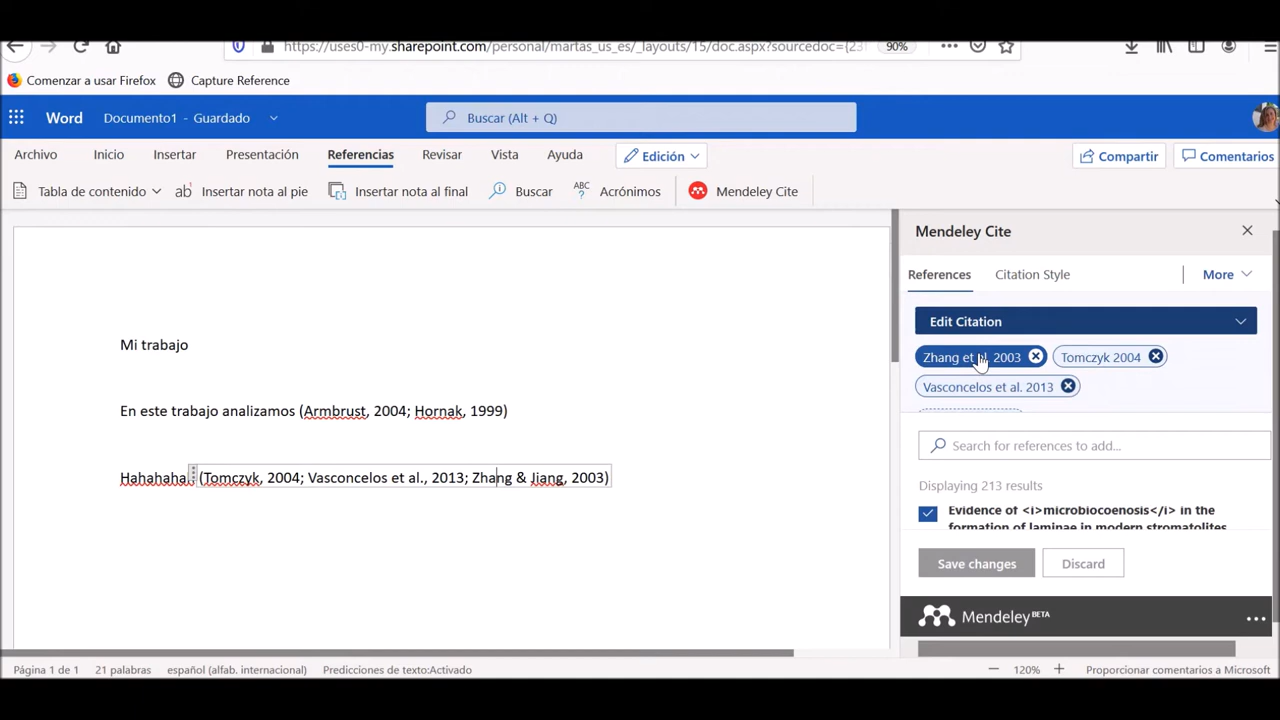 https://uses0-my.sharepoint.com/personal/martas_us_es/_layouts/15/doc.aspx?sourcedoc={23
90%
Comenzar a usar Firefox
Capture Reference
Word
Documento1 - Guardado
Buscar (Alt + Q)
Archivo
Inicio
Insertar
Presentación
Referencias
Revisar
Vista
Ayuda
Edición
Compartir
Comentarios
Tabla de contenido
ab Insertar nota al pie
Insertar nota al final
Buscar
ABC
?
Acrónimos
Mendeley Cite
Mendeley Cite
References
Citation Style
More
Edit Citation
Zhang et al. 2003
Tomczyk 2004
Vasconcelos et al. 2013
Search for references to add...
Displaying 213 results
Evidence of <i>microbiocoenosis</i> in the
formation of laminae in modern stromatolites
Save changes
Discard
Mendeley BETA
Mi trabajo
En este trabajo analizamos (Armbrust, 2004; Hornak, 1999)
Hahahaha. (Tomczyk, 2004; Vasconcelos et al., 2013; Zhang & Jiang, 2003)
Página 1 de 1
21 palabras
español (alfab. internacional)
Predicciones de texto:Activado
120%
Proporcionar comentarios a Microsoft